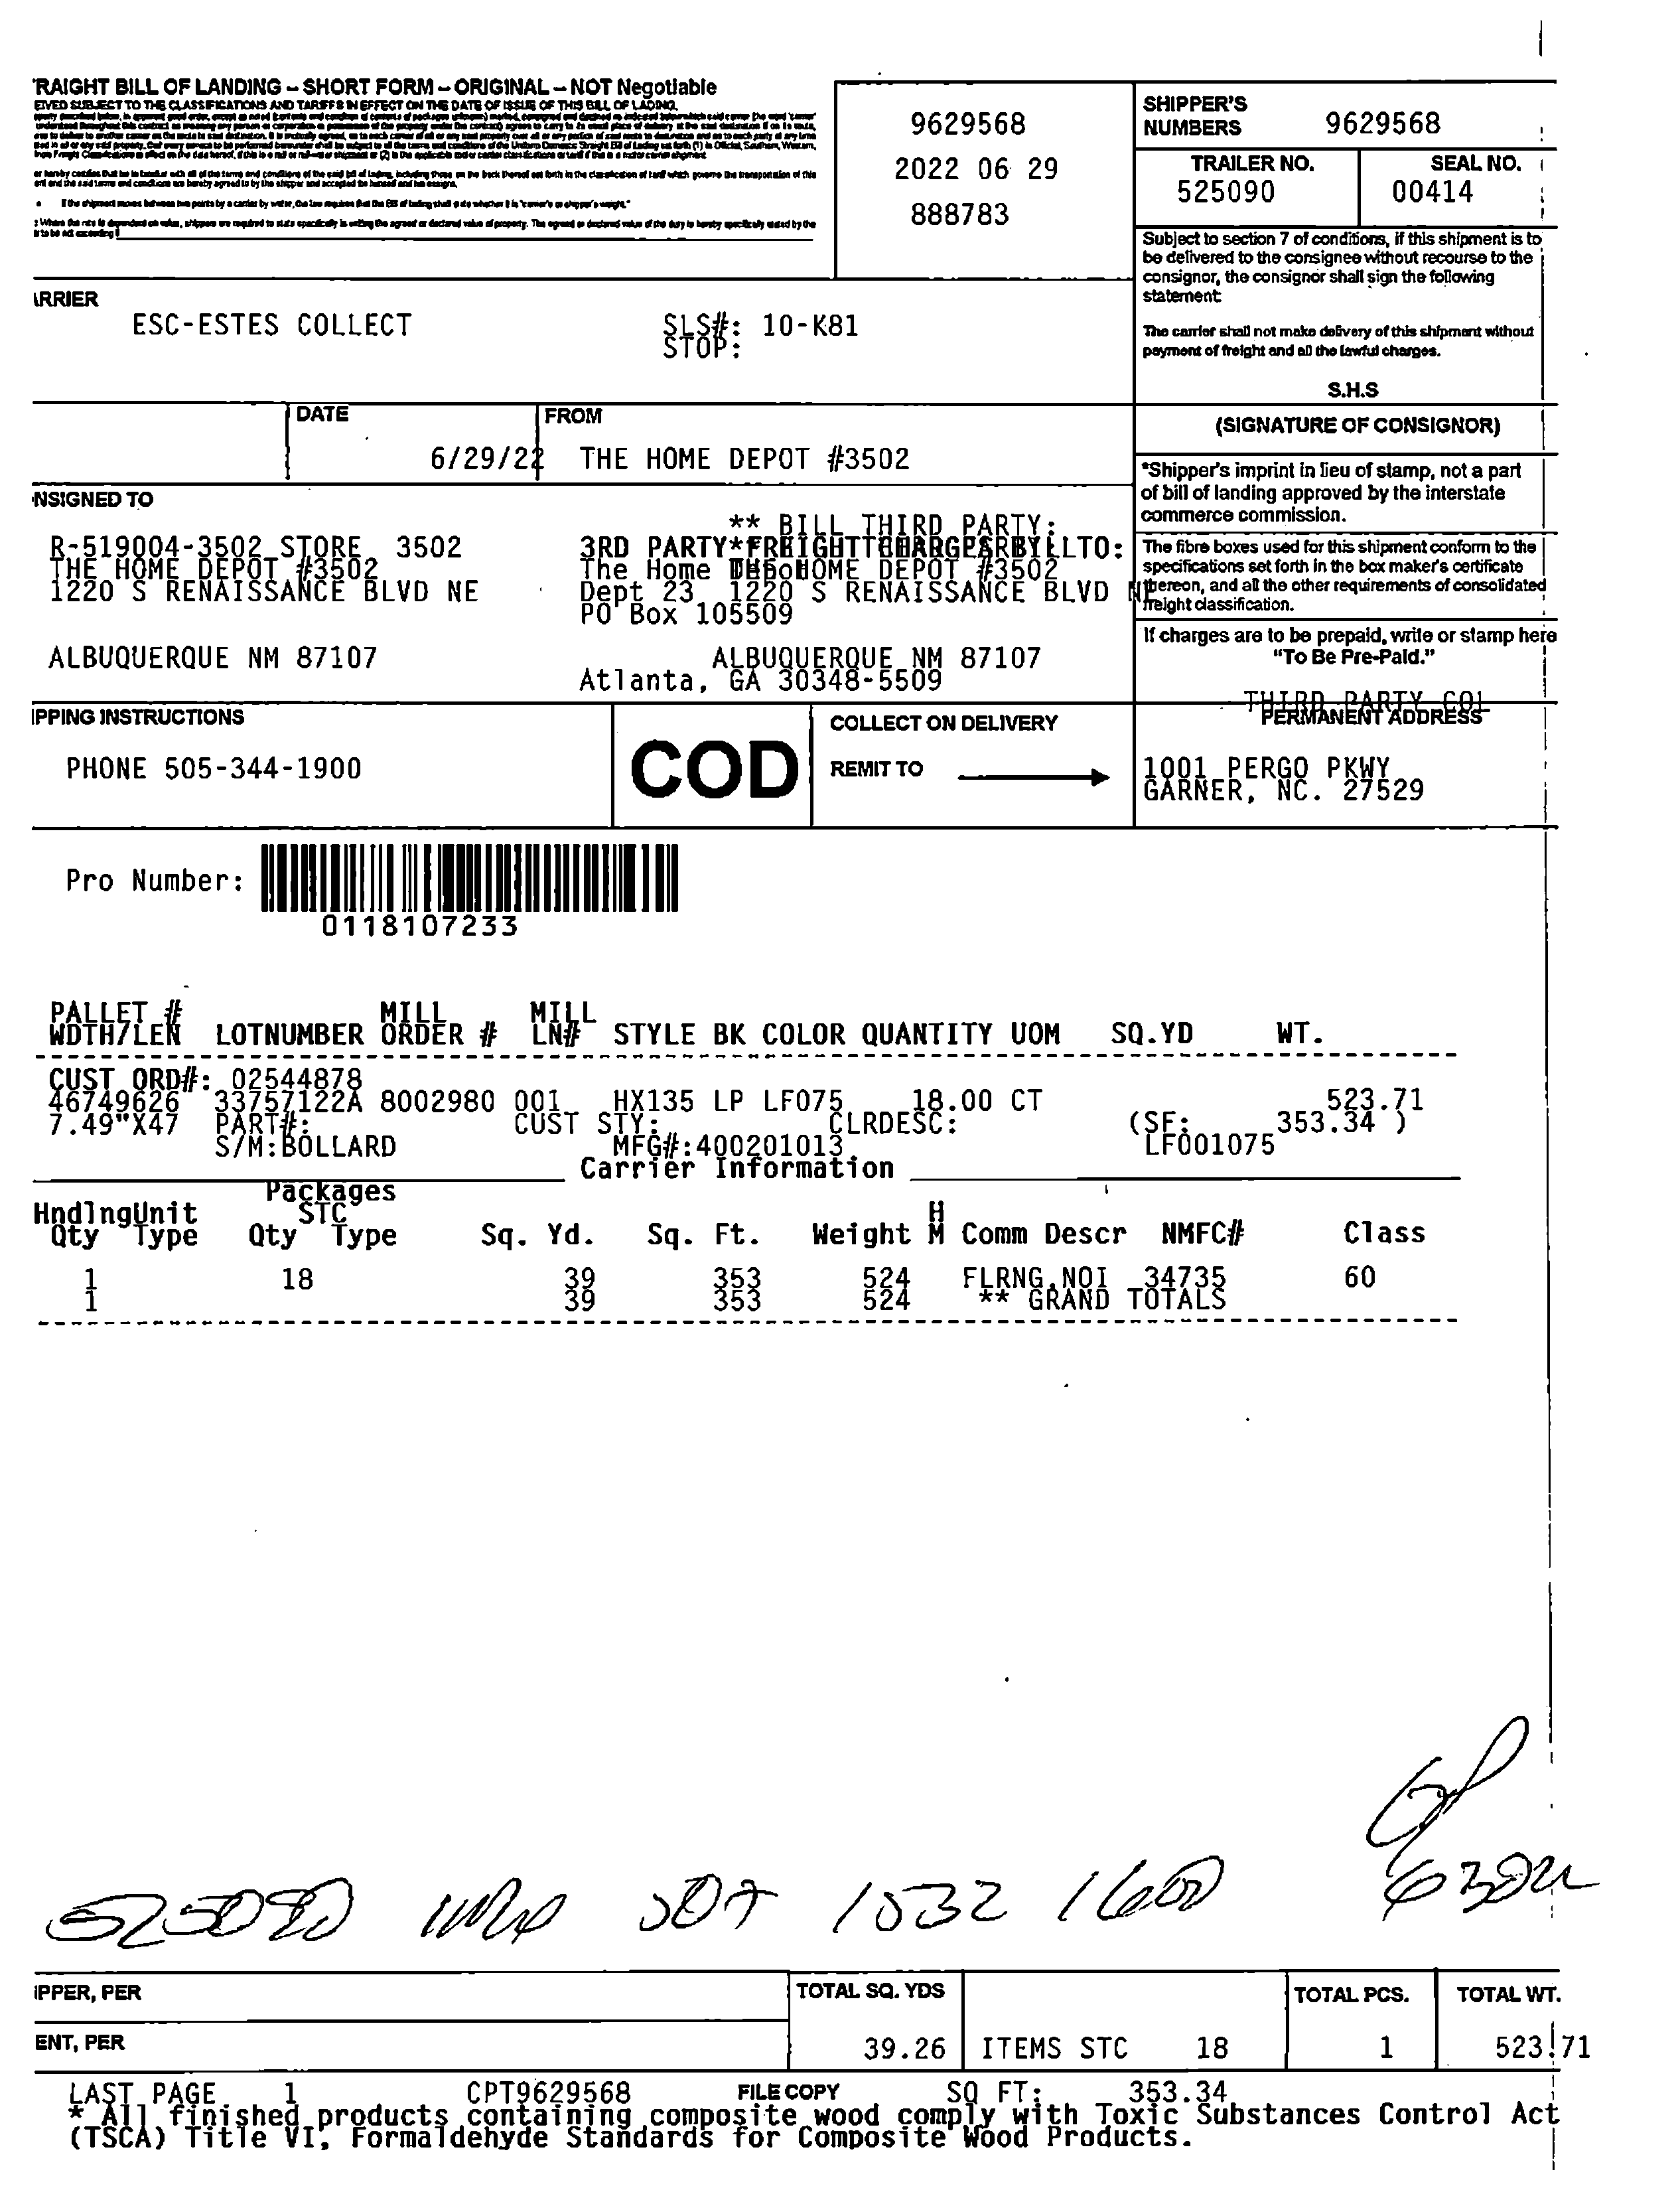 'RAIGHT BILL OF LANDING – SHORT FORM – ORIGINAL – NOT Negotiable
EIVED SUBJECT TO THE CLASSIFICATIONS AND TARIFFS IN EFFECT ON THE DATE OF ISSUE OF THIS BILL OF LADING.
9629568
2022 06 29
888783
SHIPPER'S NUMBERS 9629568
TRAILER NO. SEAL NO.
525090 00414
Subject to section 7 of conditions, if this shipment is to
be delivered to the consignee without recourse to the
consignor, the consignor shall sign the following
statement:
The carrier shall not make delivery of this shipment without
payment of freight and all the lawful charges.
S.H.S
(SIGNATURE OF CONSIGNOR)
ARRIER
ESC-ESTES COLLECT SLS#: 10-K81
STOP:
DATE FROM
6/29/22 THE HOME DEPOT #3502
*Shipper's imprint in lieu of stamp, not a part
of bill of landing approved by the interstate
commerce commission.
NSIGNED TO
R-519004-3502 STORE 3502
THE HOME DEPOT #3502
1220 S RENAISSANCE BLVD NE
ALBUQUERQUE NM 87107
** BILL THIRD PARTY:
3RD PARTY
The Home HOME DEPOT #3502
Dept 23 1220 S RENAISSANCE BLVD NE
PO Box 105509
ALBUQUERQUE NM 87107
Atlanta, GA 30348-5509
The fibre boxes used for this shipment conform to the
specifications set forth in the box maker's certificate
thereon, and all the other requirements of consolidated
freight classification.
If charges are to be prepaid, write or stamp here
"To Be Pre-Paid."
THIRD PARTY COL
PERMANENT ADDRESS
1001 PERGO PKWY
GARNER, NC. 27529
IPPING INSTRUCTIONS
PHONE 505-344-1900
COD
COLLECT ON DELIVERY
REMIT TO
Pro Number:
0118107233
PALLET # MILL MILL
WDTH/LEN LOTNUMBER ORDER # LN# STYLE BK COLOR QUANTITY UOM SQ.YD WT.
CUST ORD#: 02544878
46749626 33757122A 8002980 001 HX135 LP LF075 18.00 CT 523.71
7.49"X47 PART#: CUST STY: CLRDESC: (SF: 353.34 )
S/M:BOLLARD MFG#:400201013 LF001075
Carrier Information
Packages
HndlngUnit STC H
Qty Type Qty Type Sq. Yd. Sq. Ft. Weight M Comm Descr NMFC# Class
1 18 39 353 524 FLRNG,NOI 34735 60
1 39 353 524 ** GRAND TOTALS
525090 1532 1600
IPPER, PER
ENT, PER
TOTAL SQ. YDS TOTAL PCS. TOTAL WT.
39.26 ITEMS STC 18 1 523.71
LAST PAGE 1 CPT9629568 FILE COPY SQ FT: 353.34
* All finished products containing composite wood comply with Toxic Substances Control Act
(TSCA) Title VI, Formaldehyde Standards for Composite Wood Products.